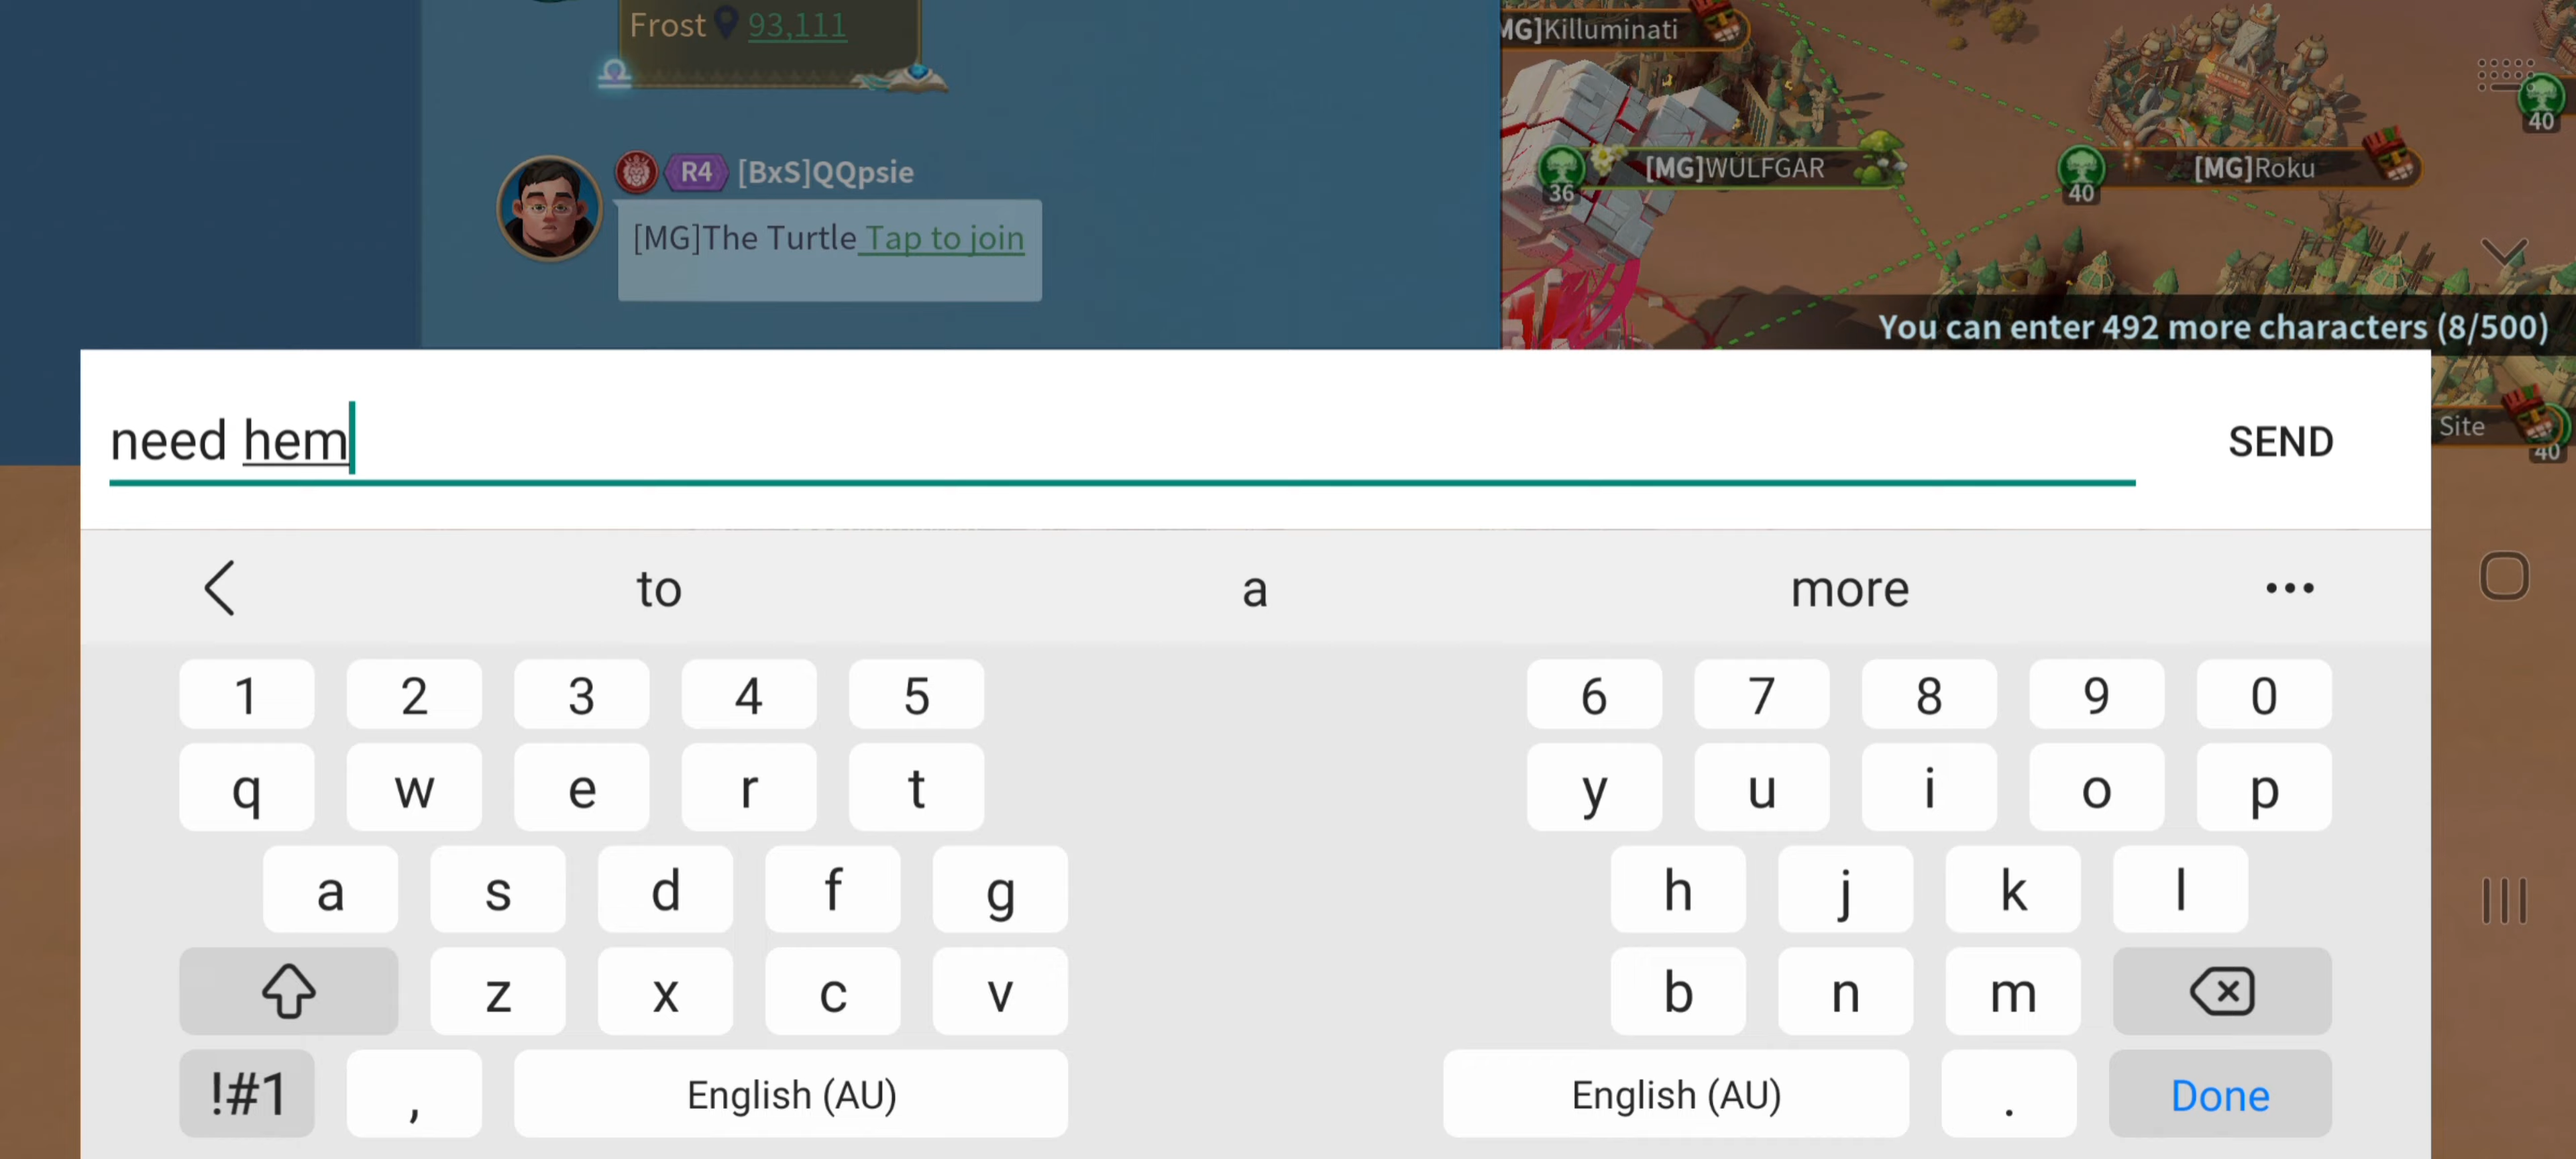 Frost 93,111
MG]Killuminati
40
R4 [BxS]QQpsie
[MG]WULFGAR
36
[MG]Roku
40
[MG]The Turtle Tap to join
You can enter 492 more characters (8/500)
need hem
SEND
Site
40
to a more
1 2 3 4 5 6 7 8 9 0
q w e r t y u i o p
a s d f g h j k l
z x c v b n m
!#1 , English (AU) English (AU) . Done